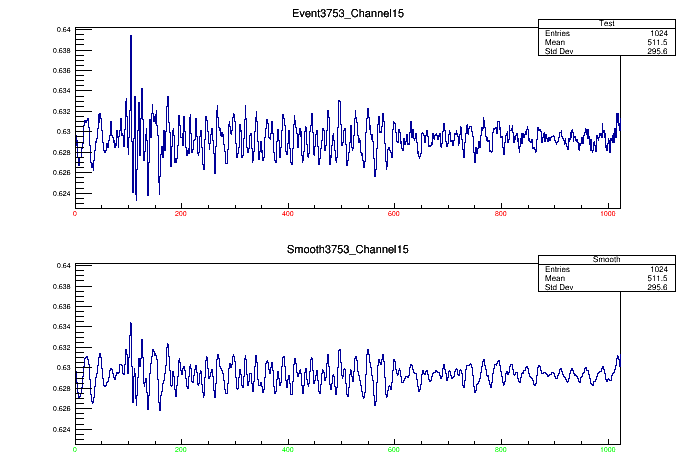 Event3753_Channel15
Test
Entries 1024
Mean 511.5
Std Dev 295.6
0.64
0.638
0.636
0.634
0.632
0.63
0.628
0.626
0.624
0 200 400 600 800 1000
Smooth3753_Channel15
Smooth
Entries 1024
Mean 511.5
Std Dev 295.6
0.64
0.638
0.636
0.634
0.632
0.63
0.628
0.626
0.624
0 200 400 600 800 1000